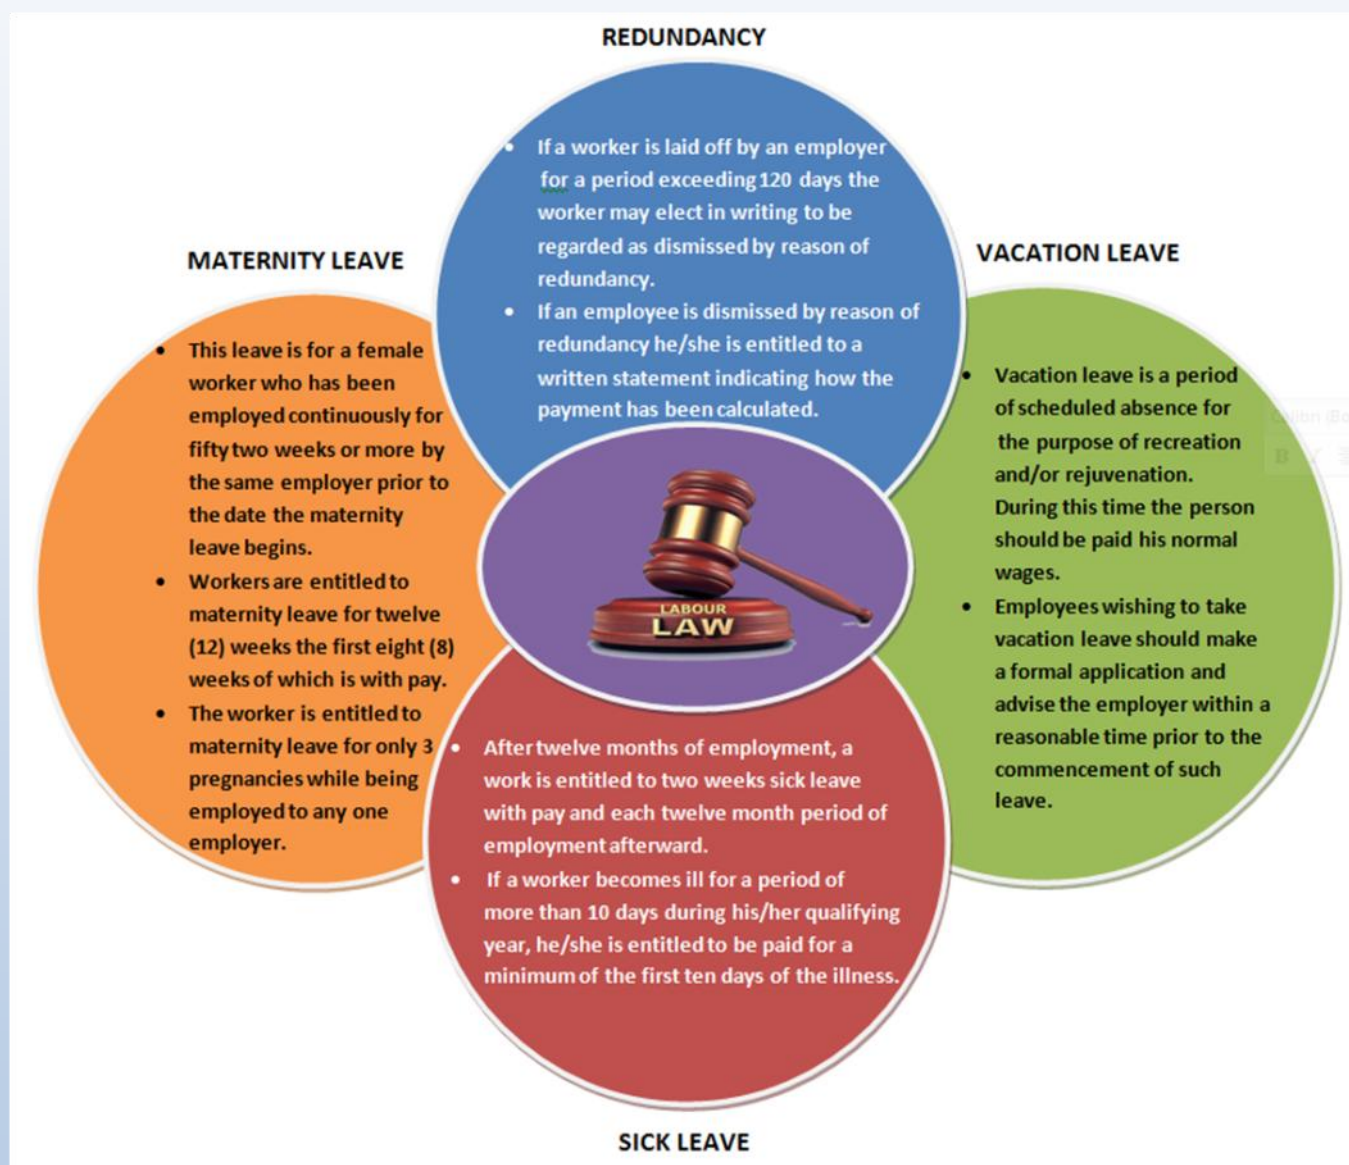 REDUNDANCY
• If a worker is laid off by an employer
for a period exceeding 120 days the
worker may elect in writing to be
regarded as dismissed by reason of
redundancy.
• If an employee is dismissed by reason of
redundancy he/she is entitled to a
written statement indicating how the
payment has been calculated.
MATERNITY LEAVE
• This leave is for a female
worker who has been
employed continuously for
fifty two weeks or more by
the same employer prior to
the date the maternity
leave begins.
• Workers are entitled to
maternity leave for twelve
(12) weeks the first eight (8)
weeks of which is with pay.
• The worker is entitled to
maternity leave for only 3
pregnancies while being
employed to any one
employer.
VACATION LEAVE
• Vacation leave is a period
of scheduled absence for
the purpose of recreation
and/or rejuvenation.
During this time the person
should be paid his normal
wages.
• Employees wishing to take
vacation leave should make
a formal application and
advise the employer within a
reasonable time prior to the
commencement of such
leave.
LABOUR
LAW
• After twelve months of employment, a
work is entitled to two weeks sick leave
with pay and each twelve month period of
employment afterward.
• If a worker becomes ill for a period of
more than 10 days during his/her qualifying
year, he/she is entitled to be paid for a
minimum of the first ten days of the illness.
SICK LEAVE